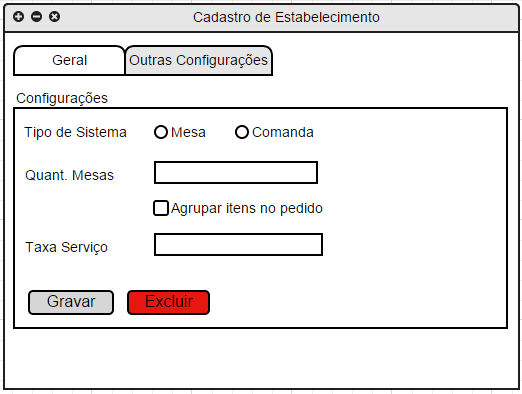 Cadastro de Estabelecimento
Geral Outras Configurações
Configurações
Tipo de Sistema Mesa Comanda
Quant. Mesas
Agrupar itens no pedido
Taxa Serviço
Gravar Excluir